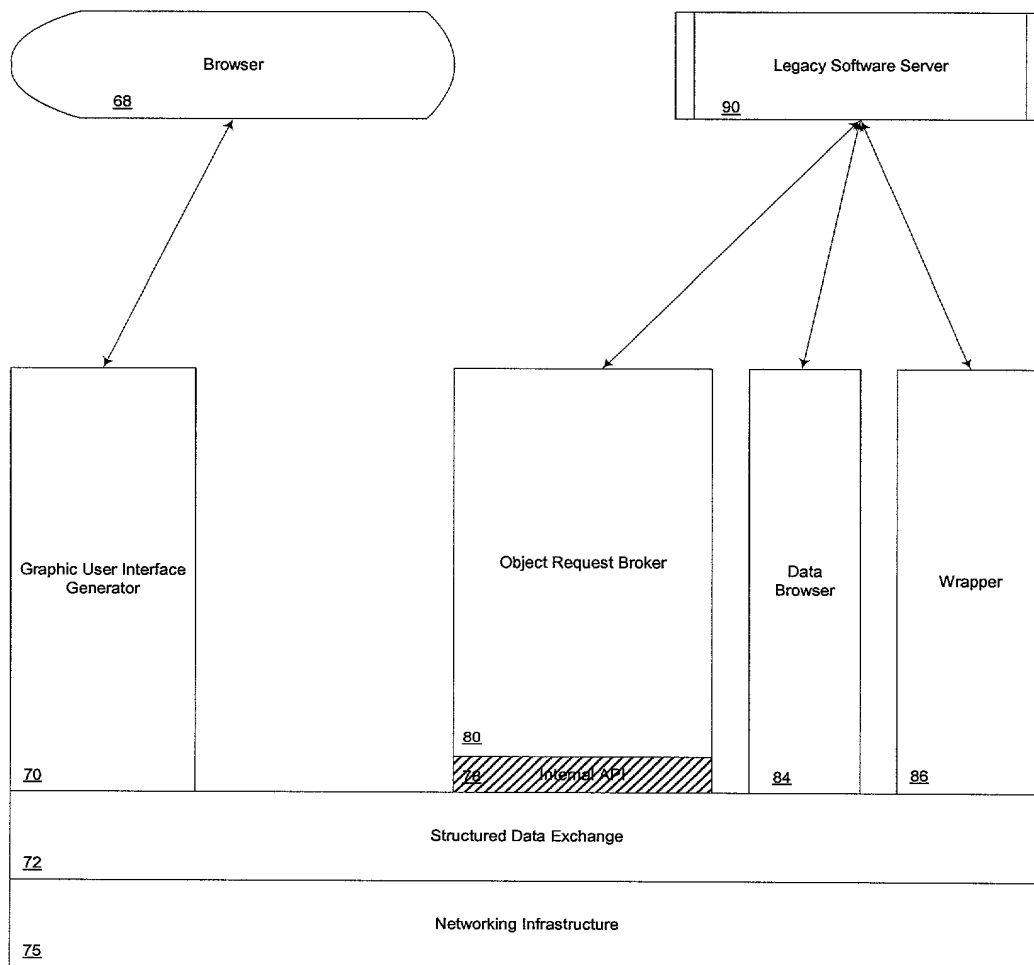 Browser
68
Legacy Software Server
90
Graphic User Interface
Generator
70
Object Request Broker
80
Internal API
78
Data
Browser
84
Wrapper
86
Structured Data Exchange
72
Networking Infrastructure
75